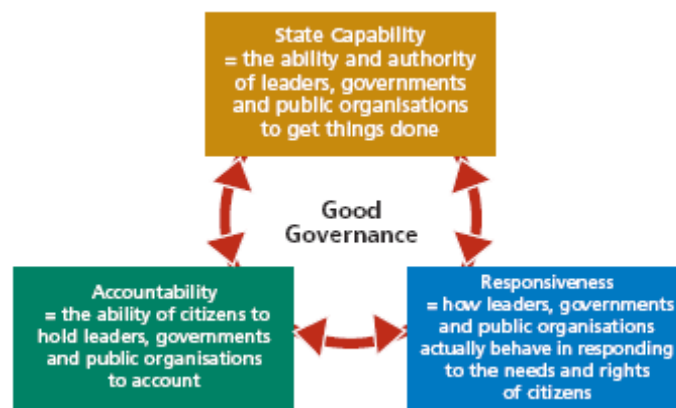 State Capability
= the ability and authority
of leaders, governments
and public organisations
to get things done
Good
Governance
Accountability
= the ability of citizens to
hold leaders, governments
and public organisations
to account
Responsiveness
= how leaders, governments
and public organisations
actually behave in responding
to the needs and rights
of citizens